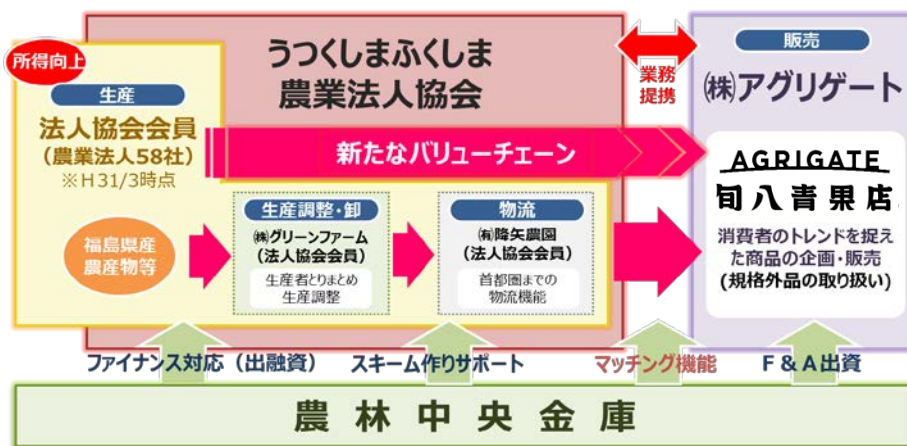 所得向上
生産
法人協会会員
(農業法人58社)
※H31/3時点
うつくしまふくしま
農業法人協会
業務
提携
販売
㈱アグリゲート
新たなバリューチェーン
福島県産
農産物等
生産調整・卸
㈱グリーンファーム
(法人協会会員)
生産者とりまとめ
生産調整
物流
㈲降矢農園
(法人協会会員)
首都圏までの
物流機能
AGRIGATE
旬八青果店
消費者のトレンドを捉え
た商品の企画・販売
(規格外品の取り扱い)
ファイナンス対応（出融資）
スキーム作りサポート
マッチング機能
F＆A出資
農林中央金庫